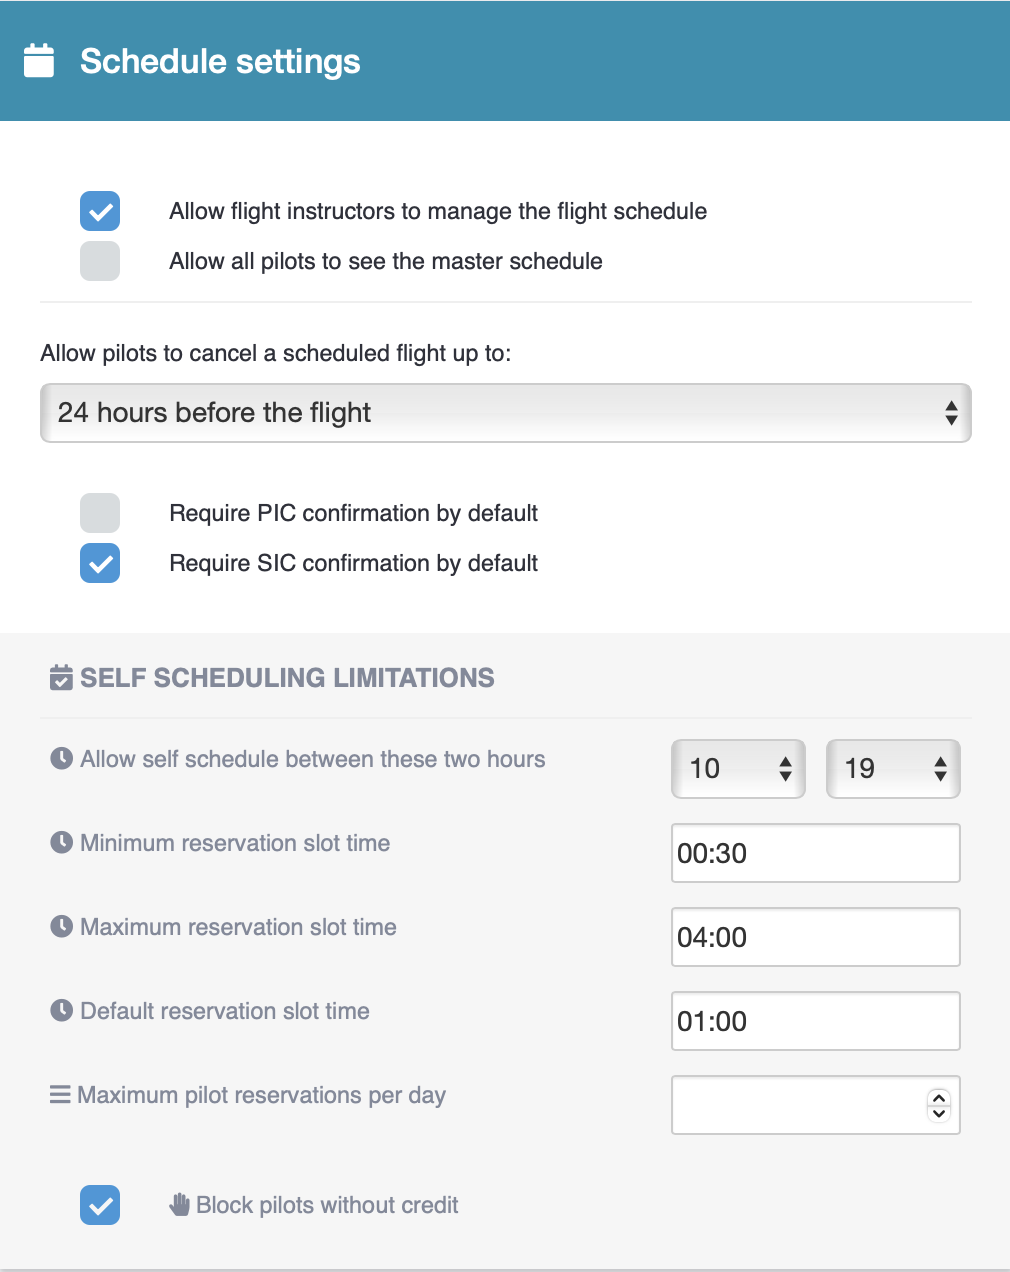 Schedule settings
Allow flight instructors to manage the flight schedule
Allow all pilots to see the master schedule
Allow pilots to cancel a scheduled flight up to:
24 hours before the flight
Require PIC confirmation by default
Require SIC confirmation by default
SELF SCHEDULING LIMITATIONS
Allow self schedule between these two hours 10 19
Minimum reservation slot time 00:30
Maximum reservation slot time 04:00
Default reservation slot time 01:00
Maximum pilot reservations per day
Block pilots without credit